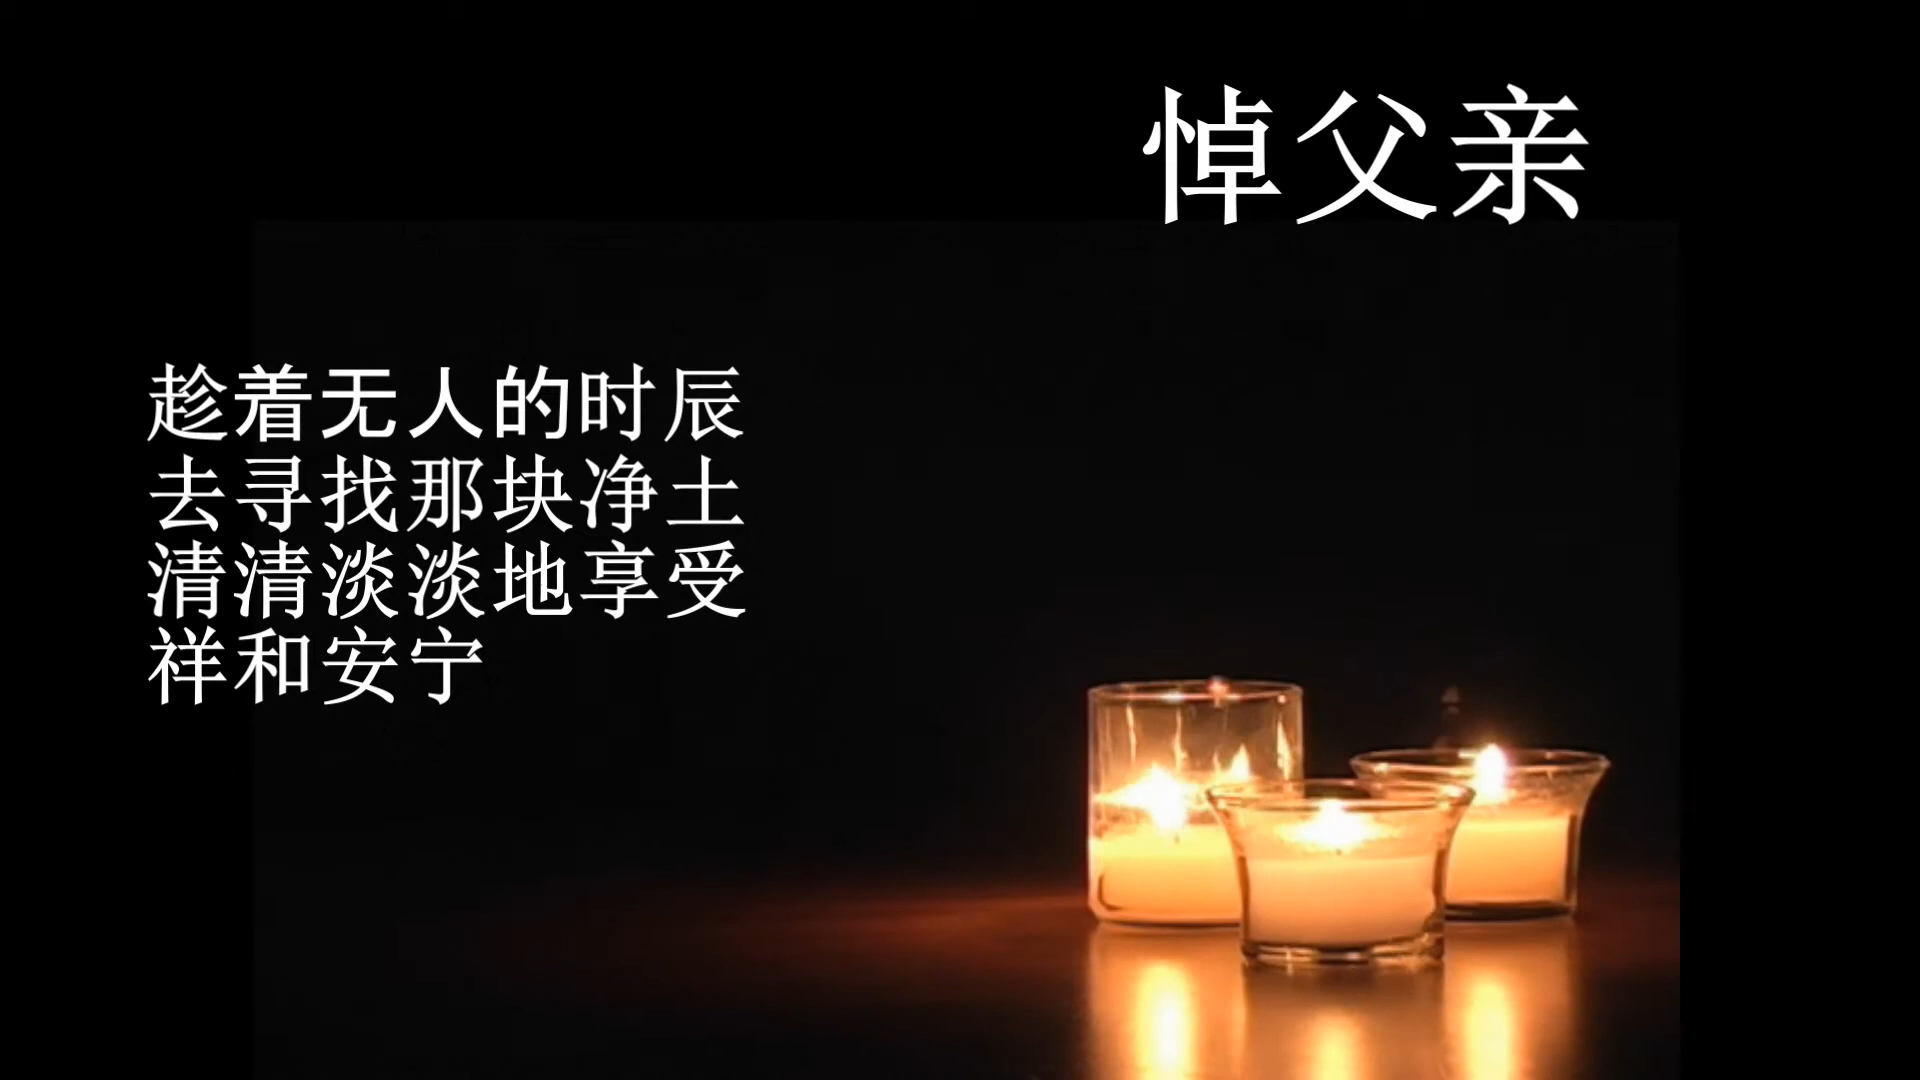 悼父亲
趁着无人的时辰
去寻找那块净土
清清淡淡地享受
祥和安宁